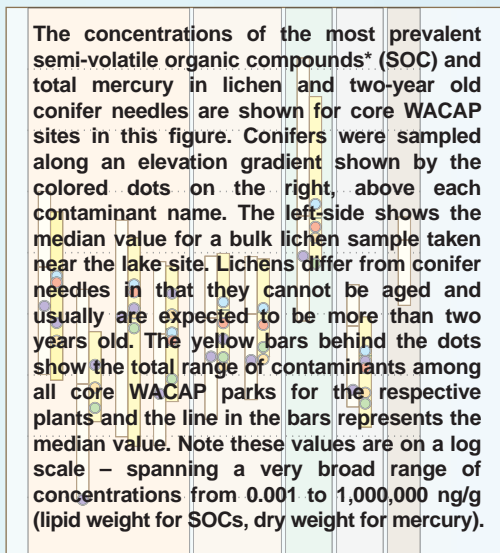 The concentrations of the most prevalent
semi-volatile organic compounds* (SOC) and
total mercury in lichen and two-year old
conifer needles are shown for core WACAP
sites in this figure. Conifers were sampled
along an elevation gradient shown by the
colored dots on the right, above each
contaminant name. The left-side shows the
median value for a bulk lichen sample taken
near the lake site. Lichens differ from conifer
needles in that they cannot be aged and
usually are expected to be more than two
years old. The yellow bars behind the dots
show the total range of contaminants among
all core WACAP parks for the respective
plants and the line in the bars represents the
median value. Note these values are on a log
scale – spanning a very broad range of
concentrations from 0.001 to 1,000,000 ng/g
(lipid weight for SOCs, dry weight for mercury).